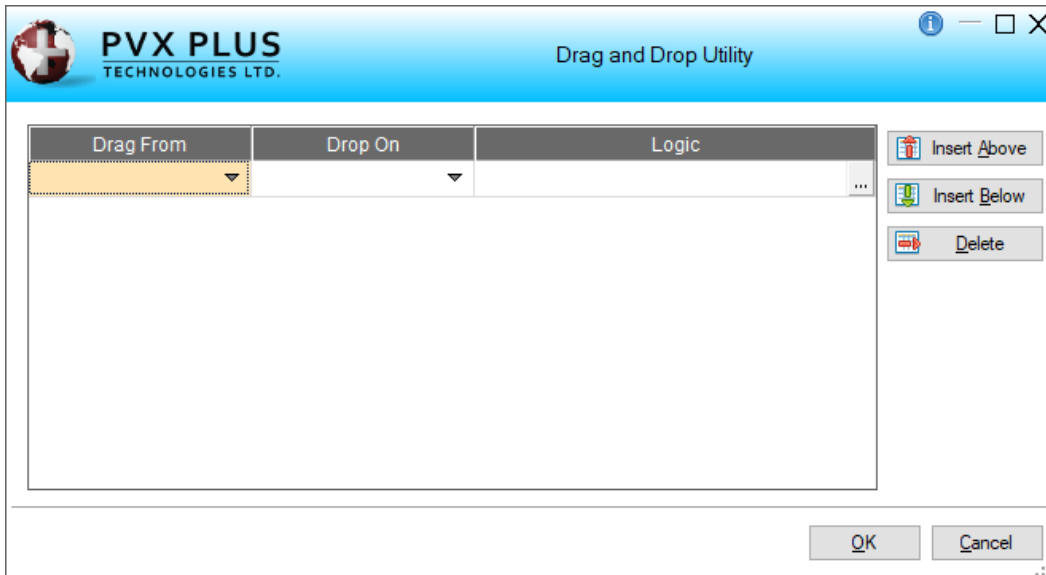 PVX PLUS
TECHNOLOGIES LTD.
Drag and Drop Utility
Drag From Drop On Logic
...
Insert Above
Insert Below
Delete
OK Cancel